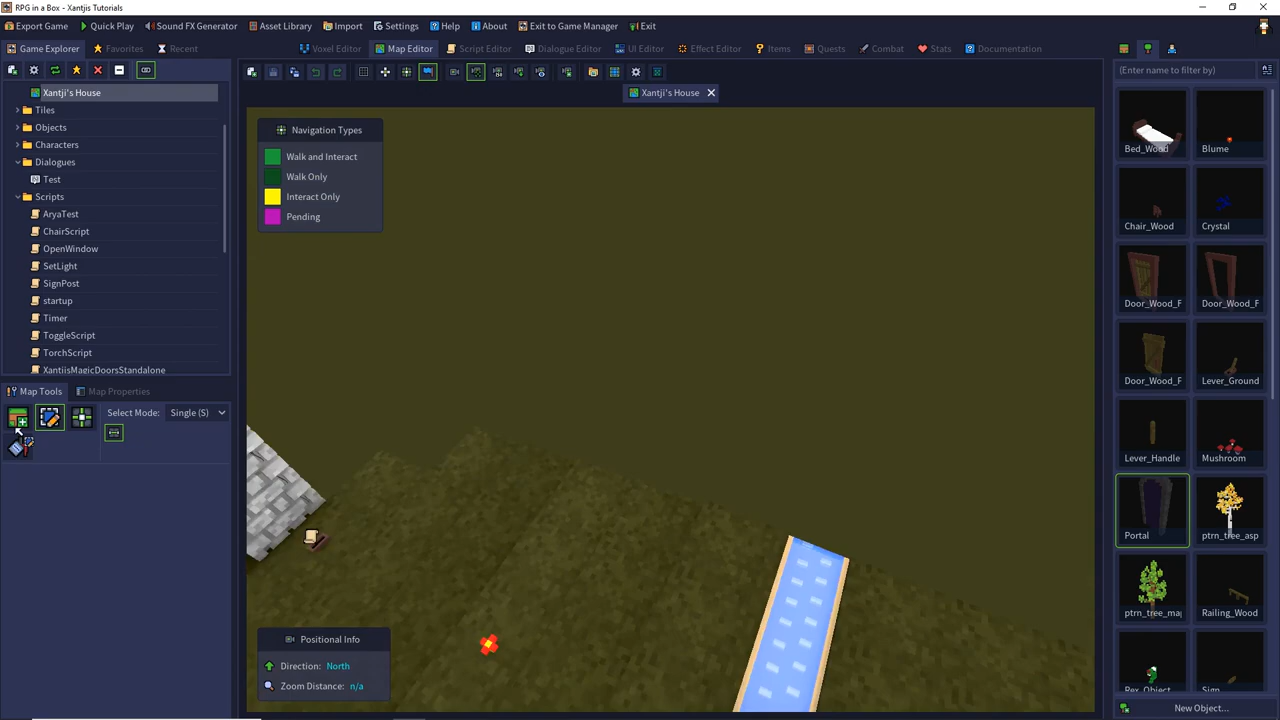 RPG in a Box - Xantjis Tutorials
Export Game Quick Play Sound FX Generator Asset Library Import Settings Help About Exit to Game Manager Exit
Game Explorer Favorites Recent Voxel Editor Map Editor Script Editor Dialogue Editor UI Editor Effect Editor Items Quests Combat Stats Documentation
(Enter name to filter by)
Xantji's House
Xantji's House
Tiles
Objects
Characters
Dialogues
Test
Scripts
AryaTest
ChairScript
OpenWindow
SetLight
SignPost
startup
Timer
ToggleScript
TorchScript
XantiisMagicDoorsStandalone
Map Tools Map Properties
Select Mode: Single (S)
Navigation Types
Walk and Interact
Walk Only
Interact Only
Pending
Positional Info
Direction: North
Zoom Distance: n/a
Bed_Wood Blume
Chair_Wood Crystal
Door_Wood_F Door_Wood_F
Door_Wood_F Lever_Ground
Lever_Handle Mushroom
Portal ptrn_tree_asp
ptrn_tree_ma Railing_Wood
Rex_Object Sign
New Object...